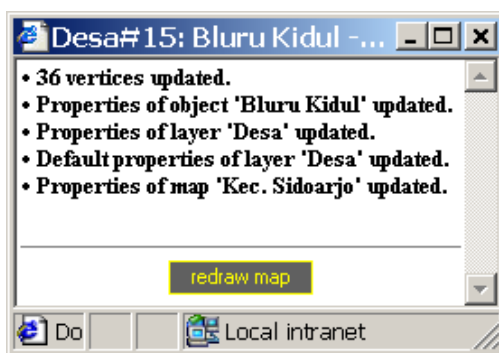 Desa#15: Bluru Kidul -...
• 36 vertices updated.
• Properties of object 'Bluru Kidul' updated.
• Properties of layer 'Desa' updated.
• Default properties of layer 'Desa' updated.
• Properties of map 'Kec. Sidoarjo' updated.
redraw map
Do
Local intranet